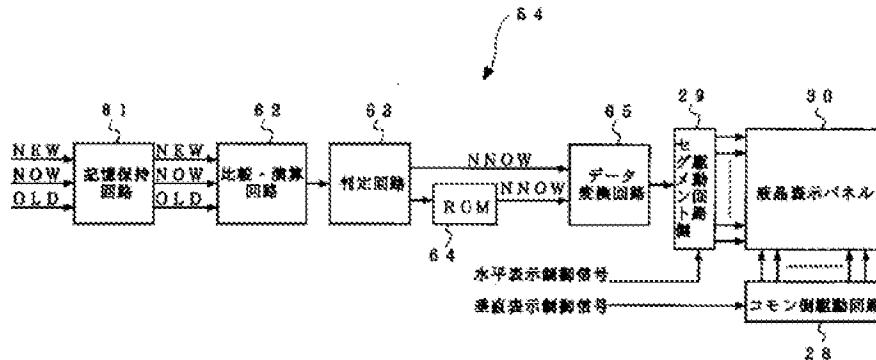 54
61
62
63
65
29
30
NEW
NOW
OLD
記憶保持
回路
NEW
NOW
OLD
比較・演算
回路
判定回路
NNOW
RGM
64
NNOW
データ
変換回路
セグメント側
駆動回路
液晶表示パネル
水平表示制御信号
垂直表示制御信号
コモン側駆動回路
28